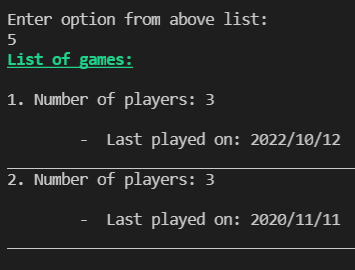 Enter option from above list:
5
List of games:
1. Number of players: 3
- Last played on: 2022/10/12
2. Number of players: 3
- Last played on: 2020/11/11